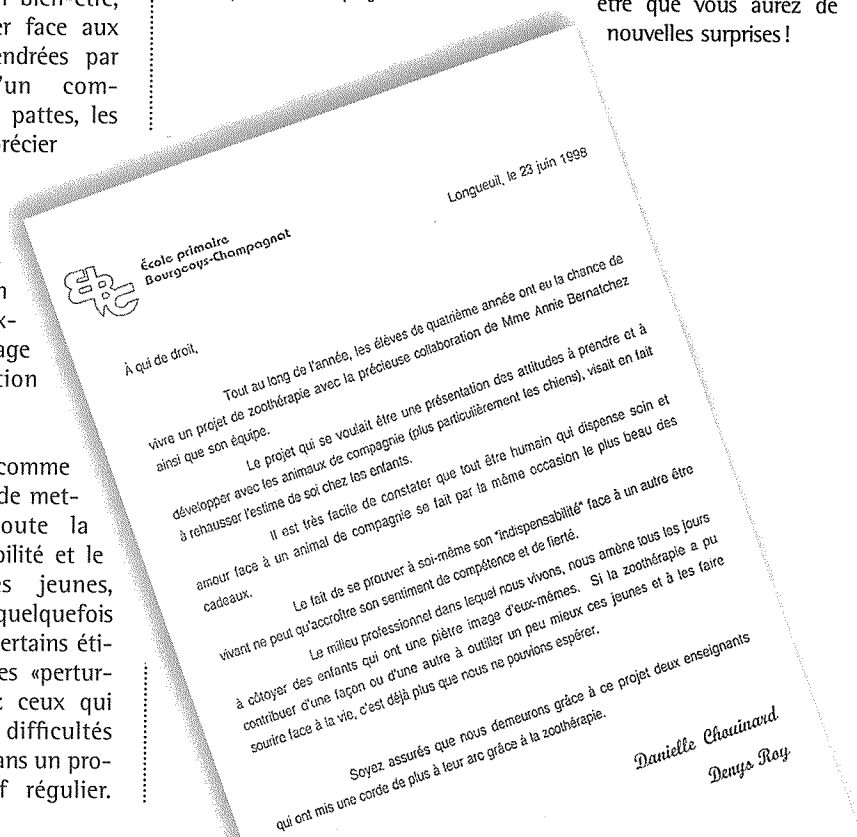 bien-être,
er face aux
endrées par
'un com-
pattes, les
récier
n
x-
age
tion
comme
de met-
oute la
bilité et le
es jeunes,
quelquefois
ertains éti-
es «pertur-
z ceux qui
difficultés
ans un pro-
f régulier.
être que vous aurez de
nouvelles surprises!
Longueuil, le 23 juin 1998
EBC
École primaire
Bourgeoys-Champagnat
À qui de droit,
Tout au long de l'année, les élèves de quatrième année ont eu la chance de
vivre un projet de zoothérapie avec la précieuse collaboration de Mme Annie Bernatchez
ainsi que son équipe.
Le projet qui se voulait être une présentation des attitudes à prendre et à
développer avec les animaux de compagnie (plus particulièrement les chiens), visait en fait
à rehausser l'estime de soi chez les enfants.
Il est très facile de constater que tout être humain qui dispense soin et
amour face à un animal de compagnie se fait par la même occasion le plus beau des
cadeaux.
Le fait de se prouver à soi-même son "indispensabilité" face à un autre être
vivant ne peut qu'accroître son sentiment de compétence et de fierté.
Le milieu professionnel dans lequel nous vivons, nous amène tous les jours
à côtoyer des enfants qui ont une piètre image d'eux-mêmes. Si la zoothérapie a pu
contribuer d'une façon ou d'une autre à outiller un peu mieux ces jeunes et à les faire
sourire face à la vie, c'est déjà plus que nous ne pouvions espérer.
Soyez assurés que nous demeurons grâce à ce projet deux enseignants
qui ont mis une corde de plus à leur arc grâce à la zoothérapie.
Danielle Chouinard
Denys Roy